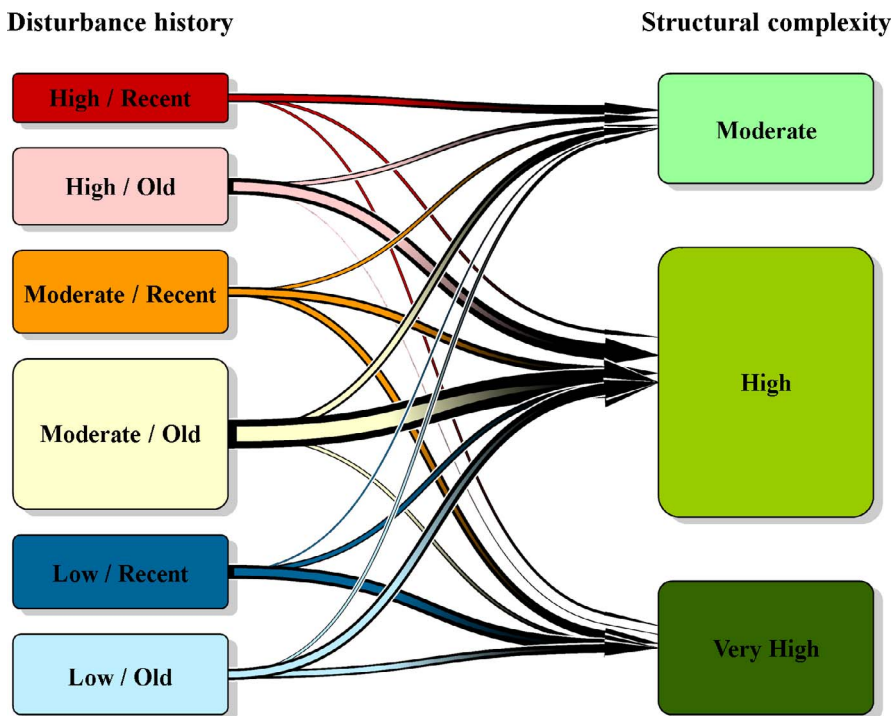 Disturbance history
Structural complexity
High / Recent
High / Old
Moderate / Recent
Moderate / Old
Low / Recent
Low / Old
Moderate
High
Very High